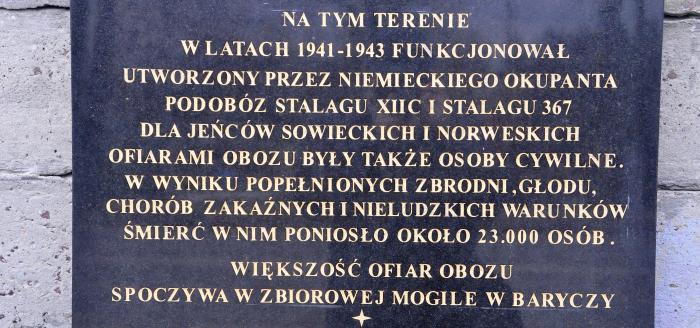 NA TYM TERENIE
W LATACH 1941-1943 FUNKCJONOWAŁ
UTWORZONY PRZEZ NIEMIECKIEGO OKUPANTA
PODOBÓZ STALAGU XIIC I STALAGU 367
DLA JEŃCÓW SOWIECKICH I NORWESKICH
OFIARAMI OBOZU BYŁY TAKŻE OSOBY CYWILNE.
W WYNIKU POPEŁNIONYCH ZBRODNI,GŁODU,
CHORÓB ZAKAŹNYCH I NIELUDZKICH WARUNKÓW
ŚMIERĆ W NIM PONIOSŁO OKOŁO 23.000 OSÓB.
WIĘKSZOŚĆ OFIAR OBOZU
SPOCZYWA W ZBIOROWEJ MOGILE W BARYCZY